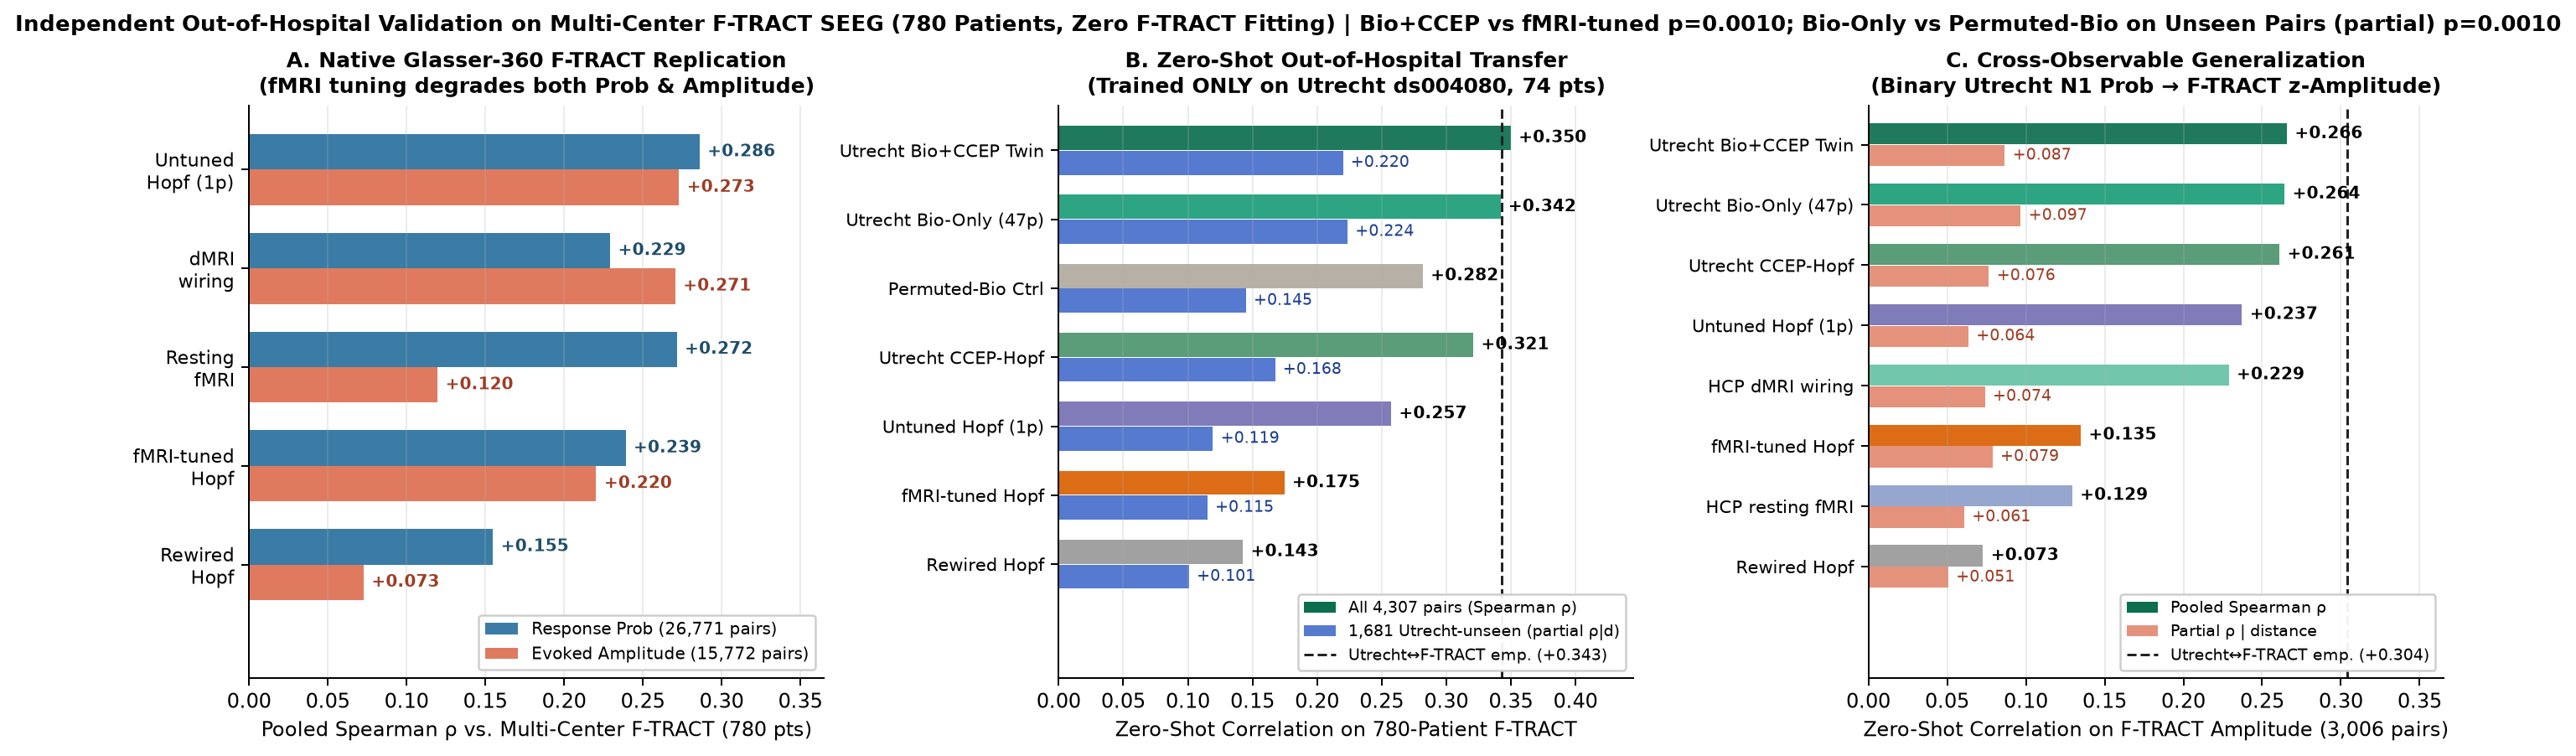 Independent Out-of-Hospital Validation on Multi-Center F-TRACT SEEG (780 Patients, Zero F-TRACT Fitting) | Bio+CCEP vs fMRI-tuned p=0.0010; Bio-Only vs Permuted-Bio on Unseen Pairs (partial) p=0.0010
A. Native Glasser-360 F-TRACT Replication
(fMRI tuning degrades both Prob & Amplitude)
Untuned
Hopf (1p)
+0.286
+0.273
dMRI
wiring
+0.229
+0.271
Resting
fMRI
+0.272
+0.120
fMRI-tuned
Hopf
+0.239
+0.220
Rewired
Hopf
+0.155
+0.073
Response Prob (26,771 pairs)
Evoked Amplitude (15,772 pairs)
0.00 0.05 0.10 0.15 0.20 0.25 0.30 0.35
Pooled Spearman ρ vs. Multi-Center F-TRACT (780 pts)
B. Zero-Shot Out-of-Hospital Transfer
(Trained ONLY on Utrecht ds004080, 74 pts)
Utrecht Bio+CCEP Twin
+0.350
+0.220
Utrecht Bio-Only (47p)
+0.342
+0.224
Permuted-Bio Ctrl
+0.282
+0.145
Utrecht CCEP-Hopf
+0.321
+0.168
Untuned Hopf (1p)
+0.257
+0.119
fMRI-tuned Hopf
+0.175
+0.115
Rewired Hopf
+0.143
+0.101
All 4,307 pairs (Spearman ρ)
1,681 Utrecht-unseen (partial ρ|d)
Utrecht↔F-TRACT emp. (+0.343)
0.00 0.05 0.10 0.15 0.20 0.25 0.30 0.35 0.40
Zero-Shot Correlation on 780-Patient F-TRACT
C. Cross-Observable Generalization
(Binary Utrecht N1 Prob → F-TRACT z-Amplitude)
Utrecht Bio+CCEP Twin
+0.266
+0.087
Utrecht Bio-Only (47p)
+0.264
+0.097
Utrecht CCEP-Hopf
+0.261
+0.076
Untuned Hopf (1p)
+0.237
+0.064
HCP dMRI wiring
+0.229
+0.074
fMRI-tuned Hopf
+0.135
+0.079
HCP resting fMRI
+0.129
+0.061
Rewired Hopf
+0.073
+0.051
Pooled Spearman ρ
Partial ρ | distance
Utrecht↔F-TRACT emp. (+0.304)
0.00 0.05 0.10 0.15 0.20 0.25 0.30 0.35
Zero-Shot Correlation on F-TRACT Amplitude (3,006 pairs)